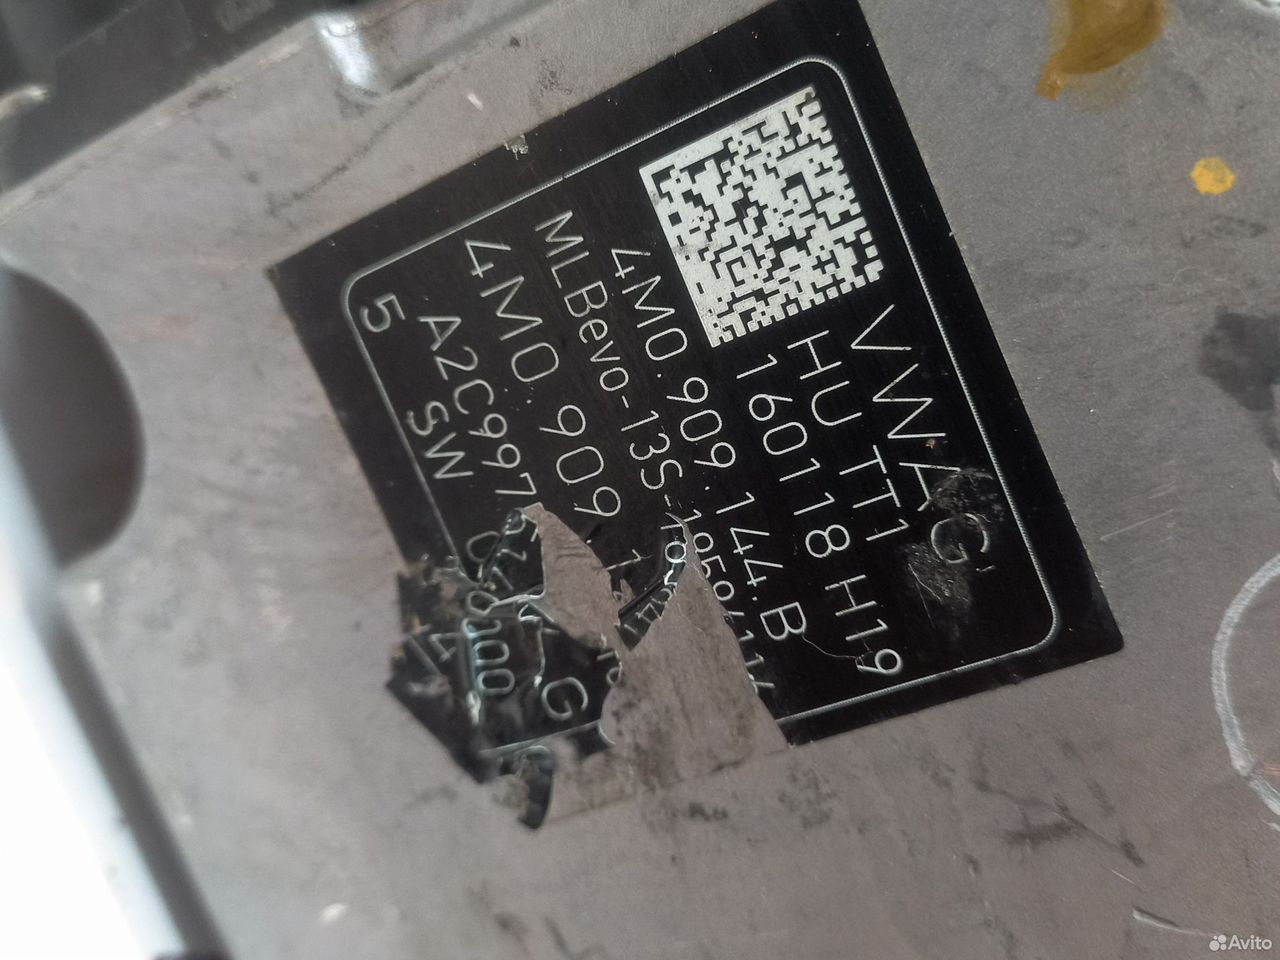 VWAG
HU TT1
160118 H19
4M0.909.144.B
MLBevo-13S-
4M0. 909
A2C997
5 SW
Avito